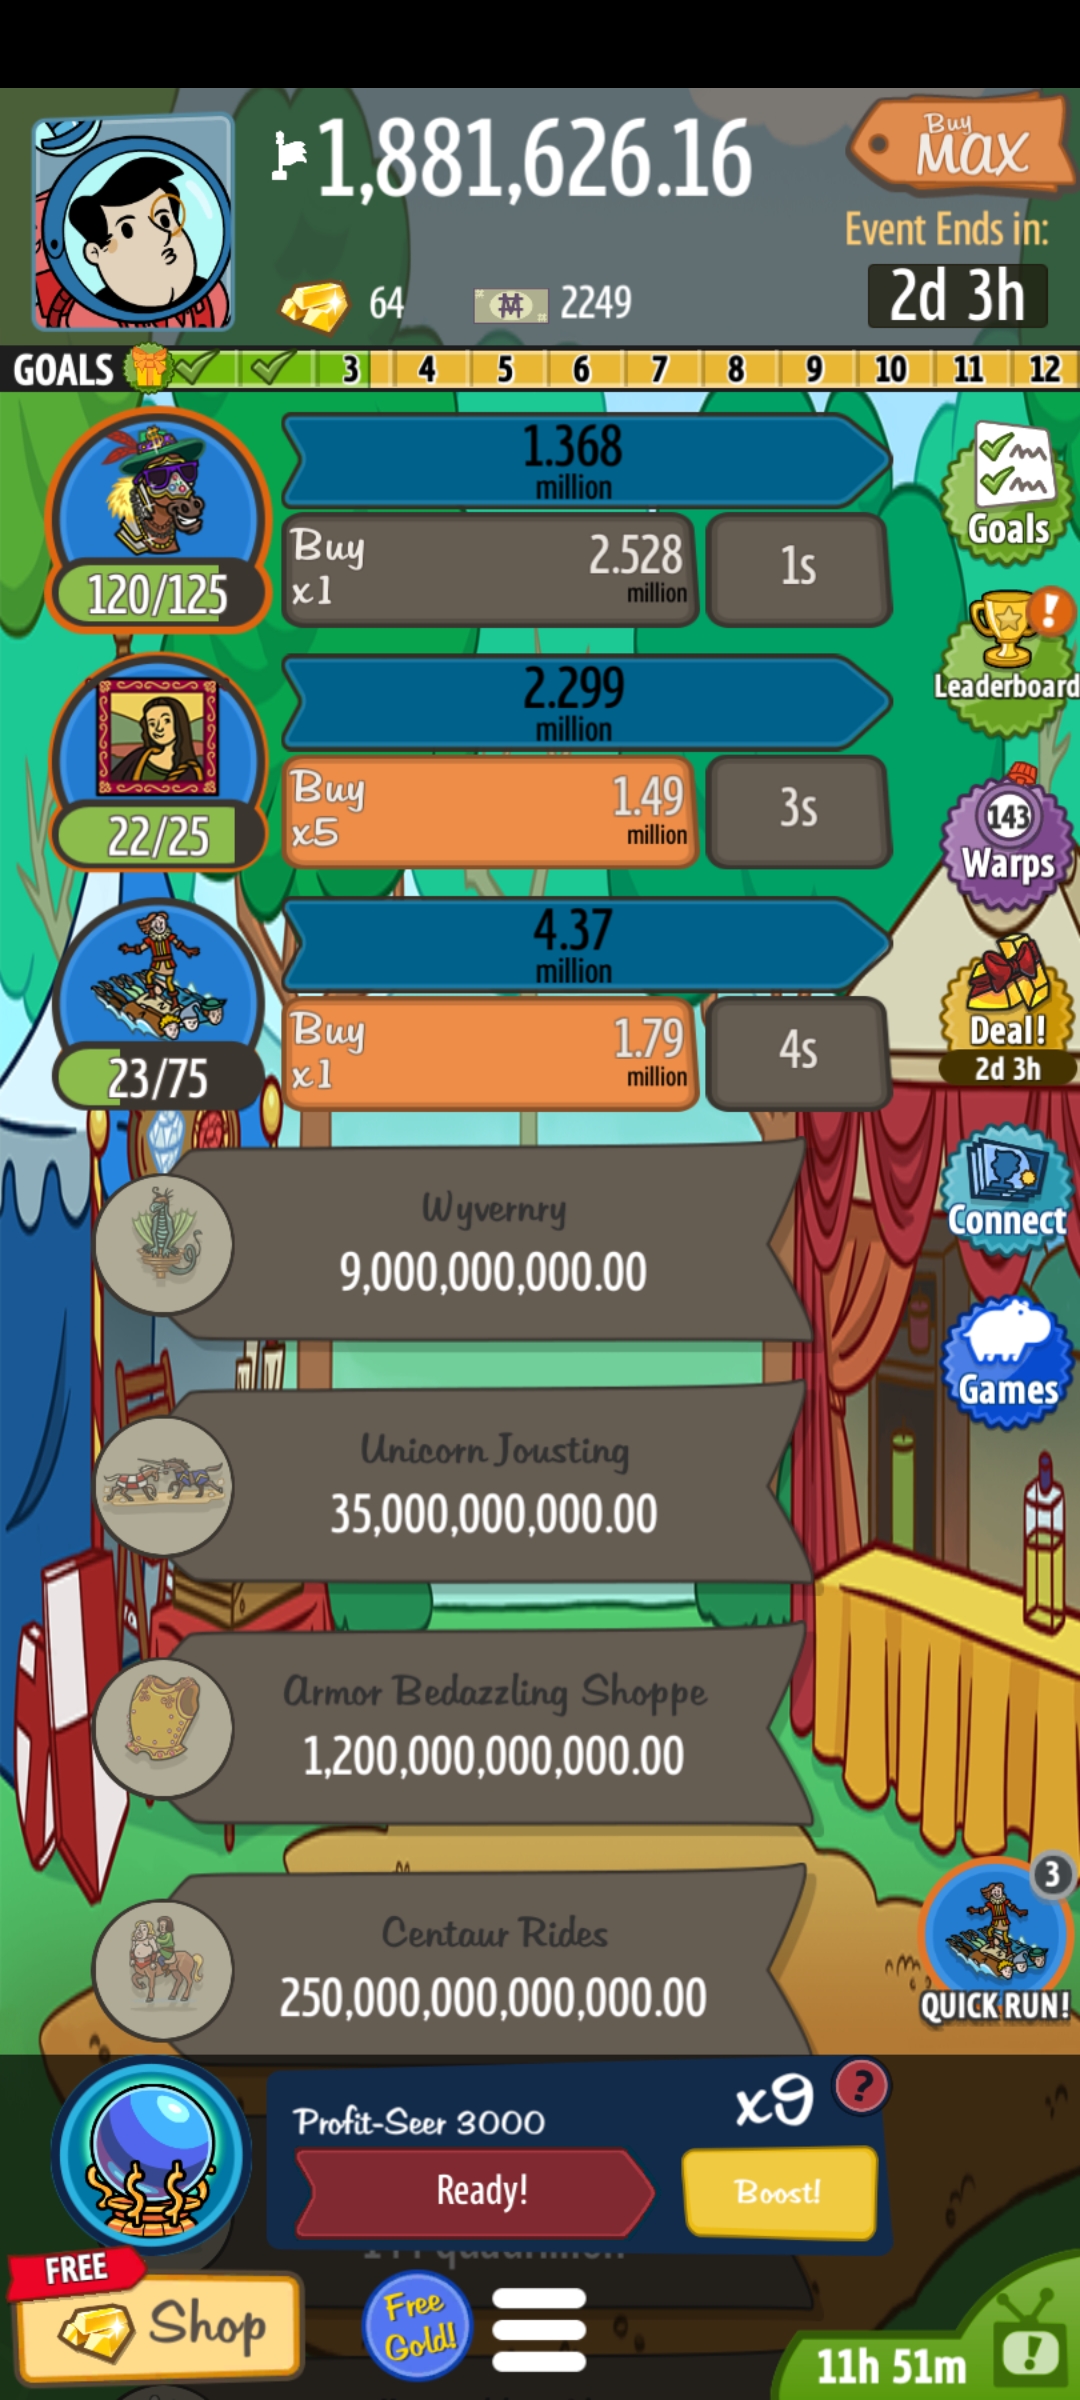 1,881,626.16
Buy
MAX
Event Ends in:
64
2249
2d 3h
GOALS 3 4 5 6 7 8 9 10 11 12
1.368
million
Buy
x1
2.528
million
1s
120/125
Goals
Leaderboard
2.299
million
Buy
x5
1.49
million
3s
22/25
143
Warps
4.37
million
Buy
x1
1.79
million
4s
23/75
Deal!
2d 3h
Wyvernry
9,000,000,000.00
Connect
Games
Unicorn Jousting
35,000,000,000.00
Armor Bedazzling Shoppe
1,200,000,000,000.00
Centaur Rides
250,000,000,000,000.00
3
QUICK RUN!
Profit-Seer 3000
x9
?
Ready!
Boost!
FREE
Shop
Free
Gold!
11h 51m